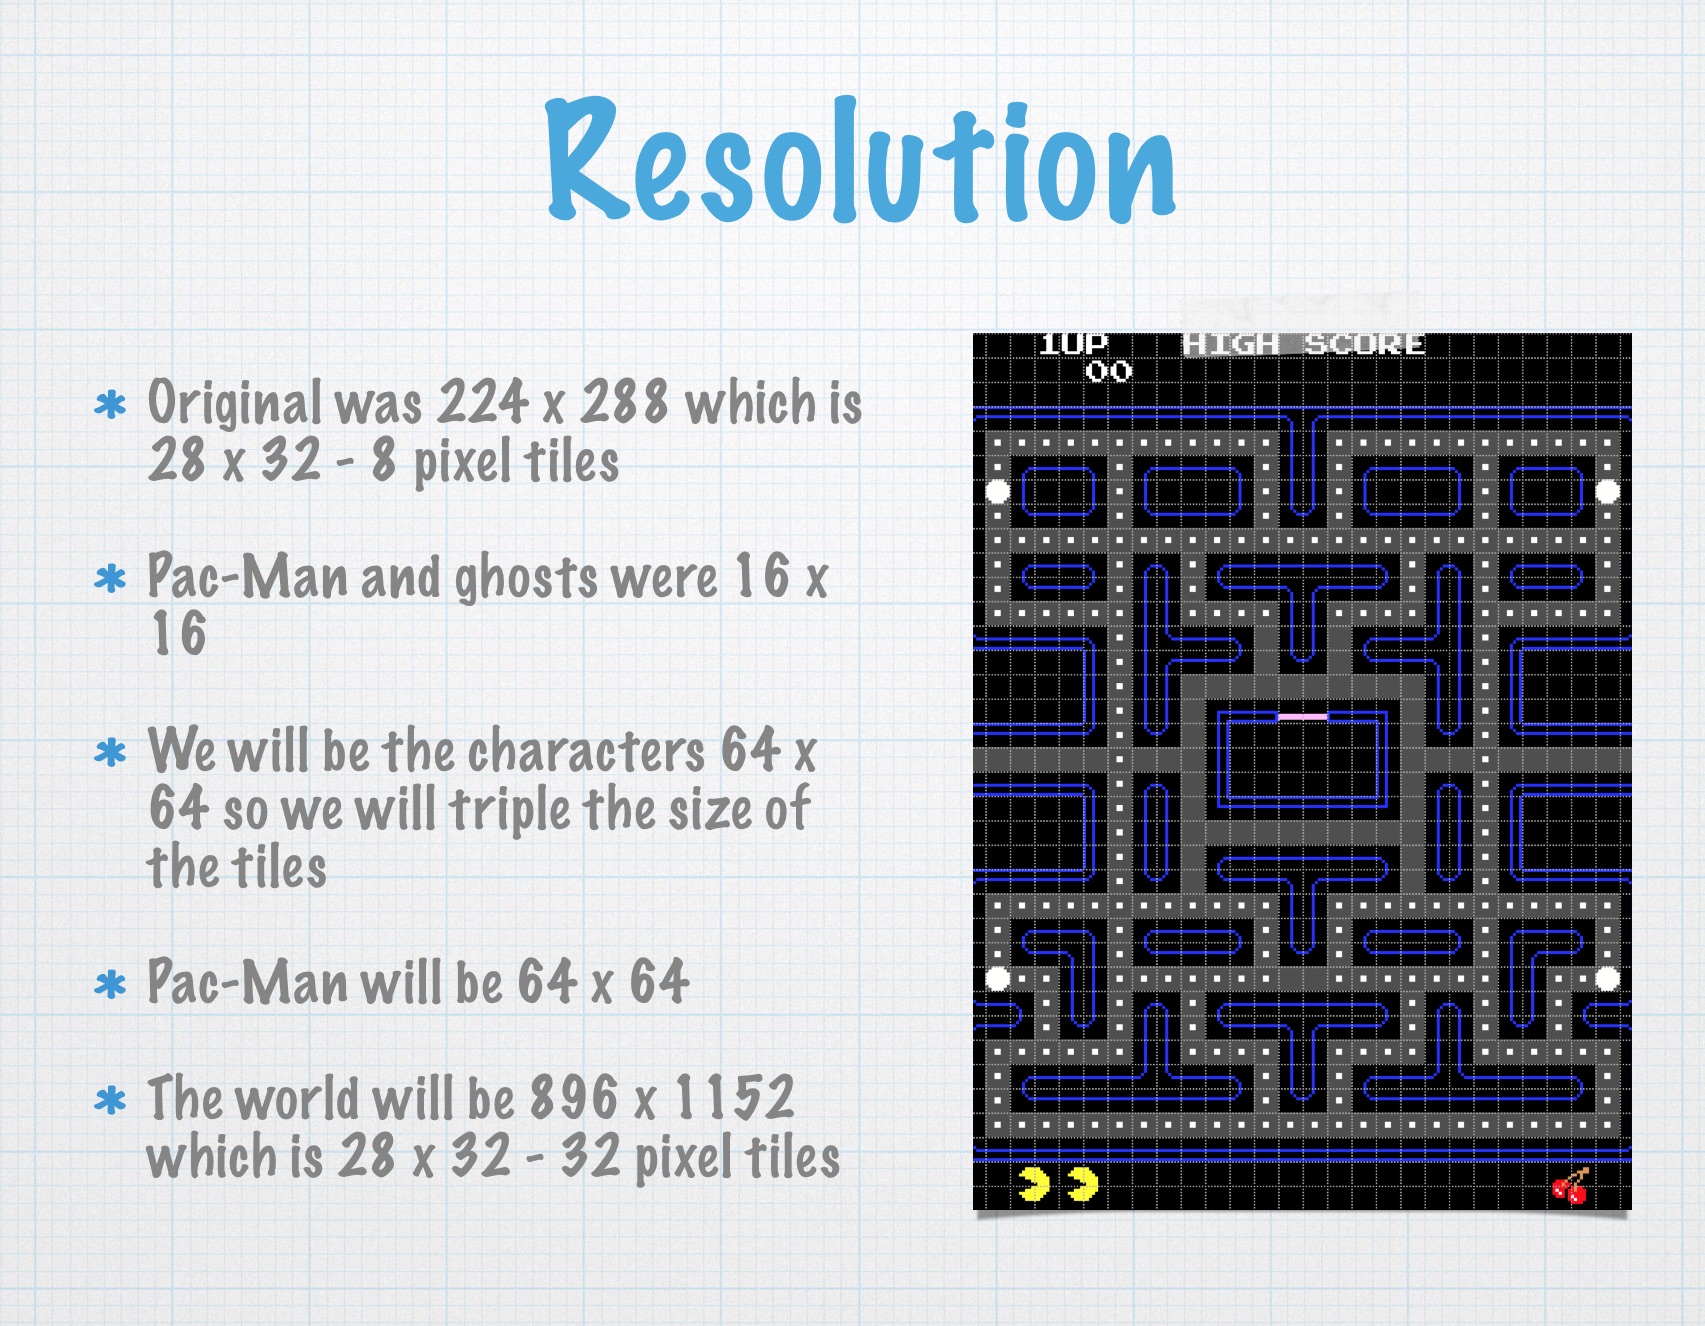 Resolution
* Original was 224 x 288 which is
28 x 32 - 8 pixel tiles
* Pac-Man and ghosts were 16 x
16
* We will be the characters 64 x
64 so we will triple the size of
the tiles
* Pac-Man will be 64 x 64
* The world will be 896 x 1152
which is 28 x 32 - 32 pixel tiles
1UP HIGH SCORE
00